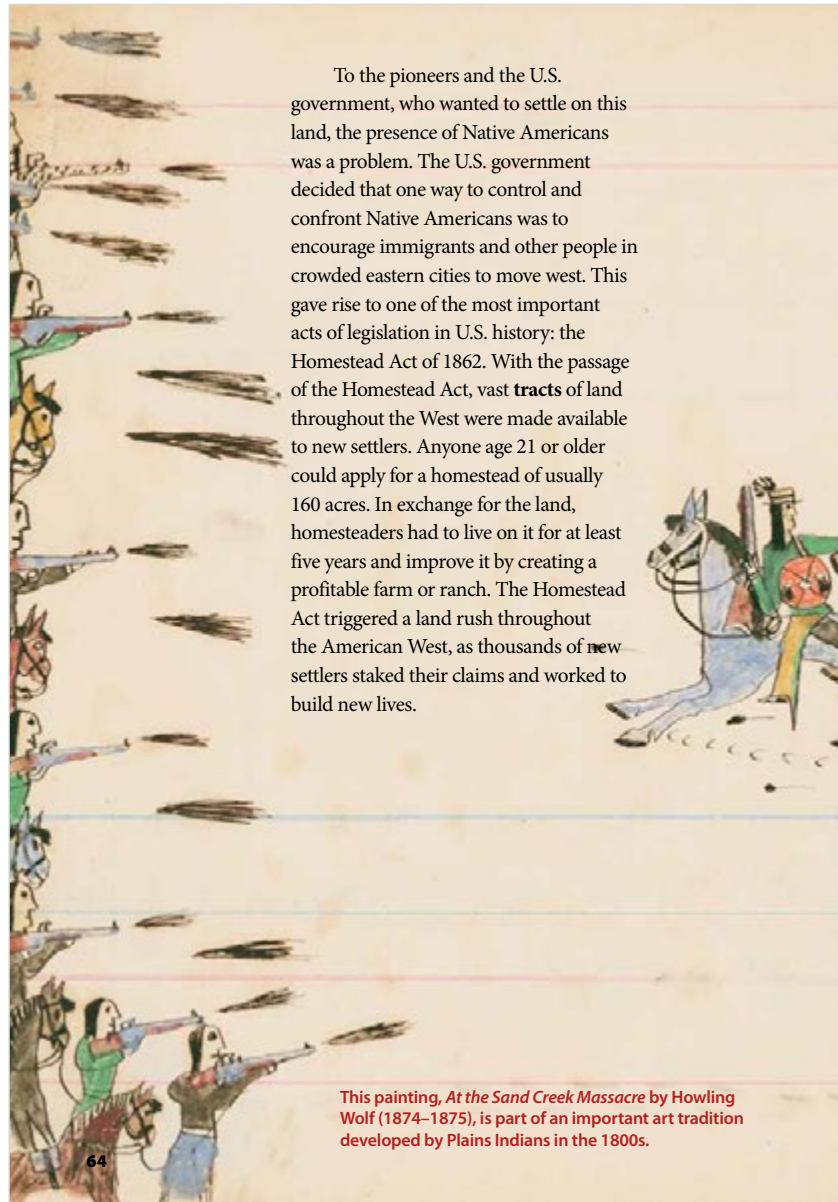 To the pioneers and the U.S.
government, who wanted to settle on this
land, the presence of Native Americans
was a problem. The U.S. government
decided that one way to control and
confront Native Americans was to
encourage immigrants and other people in
crowded eastern cities to move west. This
gave rise to one of the most important
acts of legislation in U.S. history: the
Homestead Act of 1862. With the passage
of the Homestead Act, vast tracts of land
throughout the West were made available
to new settlers. Anyone age 21 or older
could apply for a homestead of usually
160 acres. In exchange for the land,
homesteaders had to live on it for at least
five years and improve it by creating a
profitable farm or ranch. The Homestead
Act triggered a land rush throughout
the American West, as thousands of new
settlers staked their claims and worked to
build new lives.
This painting, At the Sand Creek Massacre by Howling
Wolf (1874–1875), is part of an important art tradition
developed by Plains Indians in the 1800s.
64